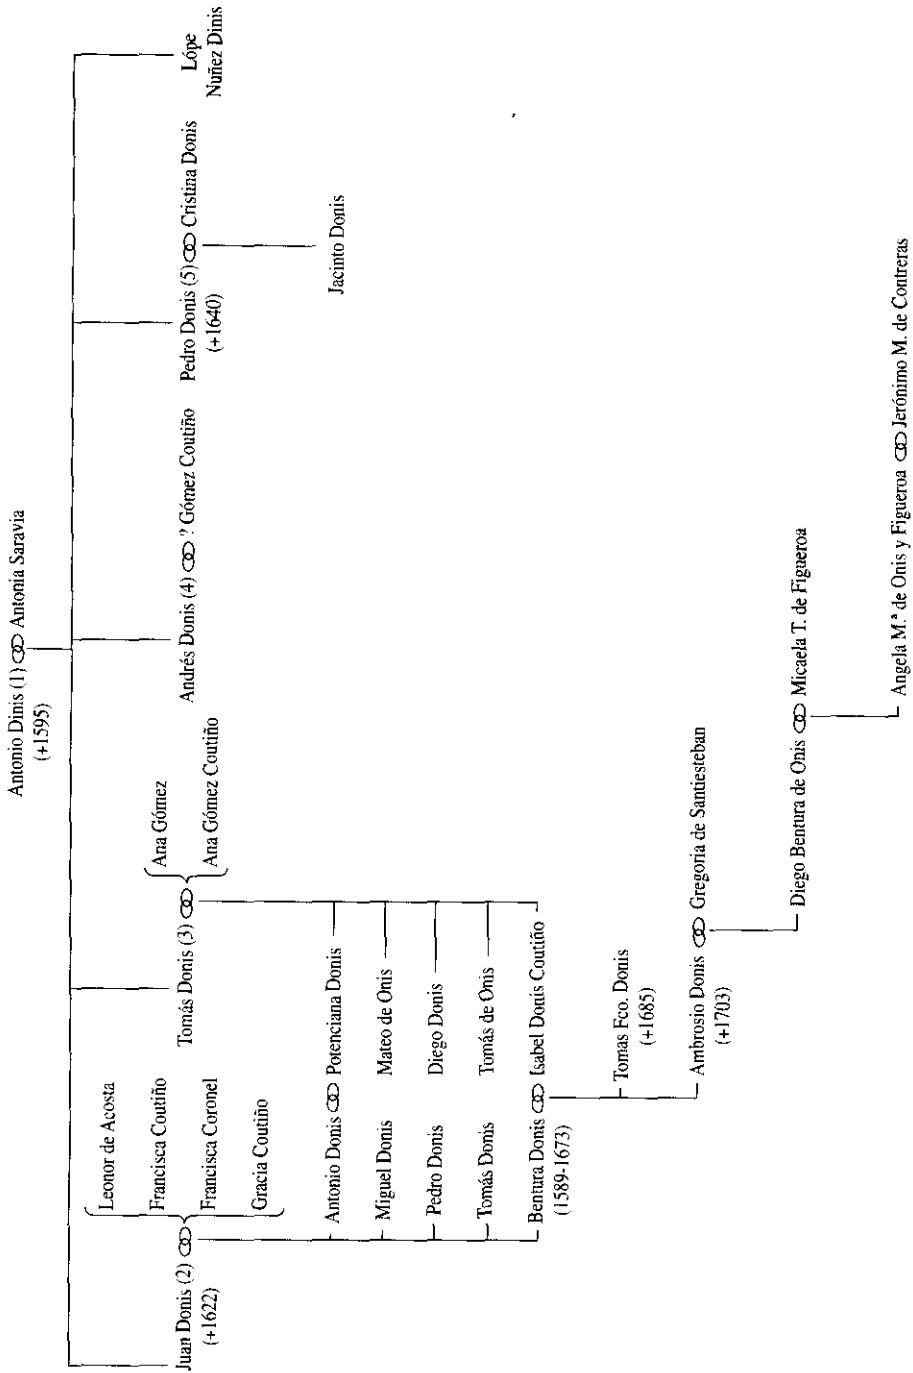 Antonio Dinis (1) Antonia Saravia
(+1595)
Juan Donis (2)
(+1622)
Leonor de Acosta
Francisca Coutiño
Francisca Coronel
Gracia Coutiño
Tomás Donis (3)
Ana Gómez
Ana Gómez Coutiño
Andrés Donis (4) ? Gómez Coutiño
Pedro Donis (5) Cristina Donis
(+1640)
Lópe
Nuñez Dinis
Antonio Donis Potenciana Donis
Miguel Donis Mateo de Onis
Pedro Donis Diego Donis
Tomás Donis Tomás de Onis
Bentura Donis Isabel Donis Coutiño
(1589-1673)
Jacinto Donis
Tomas Fco. Donis
(+1685)
Ambrosio Donis Gregoria de Santiesteban
(+1703)
Diego Bentura de Onis Micaela T. de Figueroa
Angela M.ª de Onis y Figueroa Jerónimo M. de Contreras